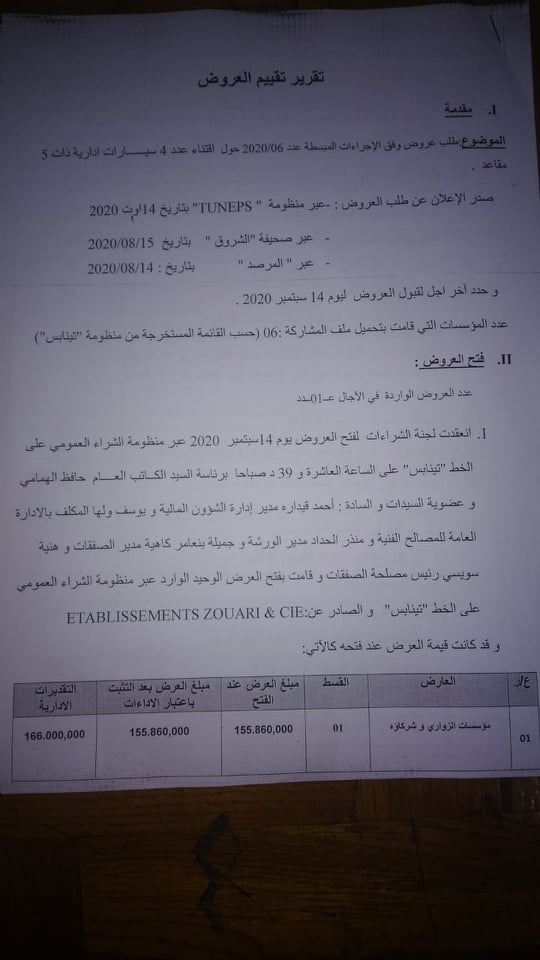 تقرير تقييم العروض
I. مقدمة
الموضوع:طلب عروض وفق الإجراءات المبسطة عدد 2020/06 حول اقتناء عدد 4 سيـــــارات ادارية ذات 5
مقاعد .
صدر الإعلان عن طلب العروض : -عبر منظومة " TUNEPS" بتاريخ 14اوت 2020
- عبر صحيفة "الشروق " بتاريخ 2020/08/15
- عبر " المرصد " بتاريخ : 2020/08/14
و حدد آخر اجل لقبول العروض ليوم 14 سبتمبر 2020 .
عدد المؤسسات التي قامت بتحميل ملف المشاركة :06 (حسب القائمة المستخرجة من منظومة "تينابس")
II. فتح العروض :
عدد العروض الواردة في الآجال عــ01ــدد
1. انعقدت لجنة الشراءات لفتح العروض يوم 14سبتمبر 2020 عبر منظومة الشراء العمومي على
الخط "تينابس" على الساعة العاشرة و 39 د صباحا برئاسة السيد الكاتب العـــام حافظ الهمامي
و عضوية السيدات و السادة : أحمد قيداره مدير إدارة الشؤون المالية و يوسف ولها المكلف بالادارة
العامة للمصالح الفنية و منذر الحداد مدير الورشة و جميلة بنعامر كاهية مدير الصفقات و هنية
سويسي رئيس مصلحة الصفقات و قامت بفتح العرض الوحيد الوارد عبر منظومة الشراء العمومي
على الخط "تينابس" و الصادر عن:ETABLISSEMENTS ZOUARI & CIE
و قد كانت قيمة العرض عند فتحه كالآتي:
ع/ر العارض القسط مبلغ العرض عند الفتح مبلغ العرض بعد التثبت باعتبار الاداءات التقديرات الادارية
01 مؤسسات الزواري و شركاؤه 01 155.860,000 155.860,000 166.000,000